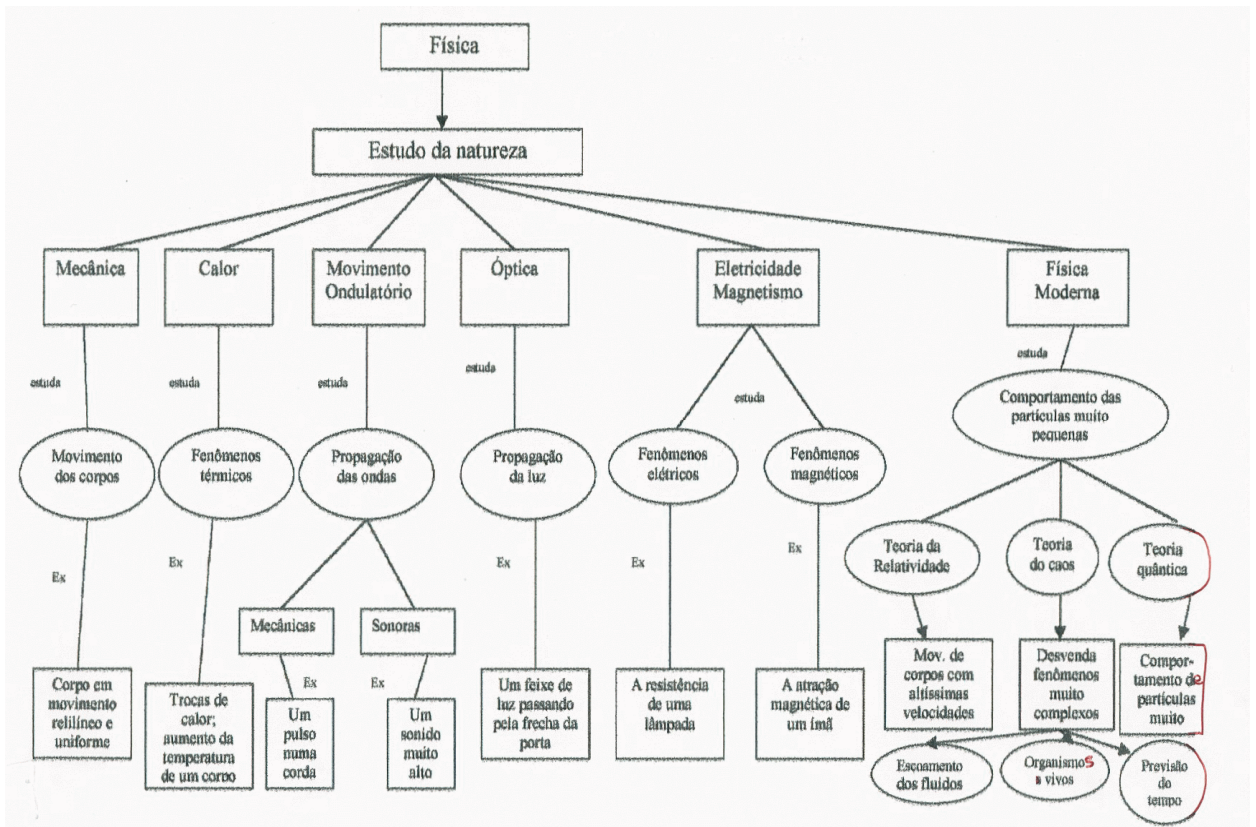 Física
Estudo da natureza
Mecânica
Calor
Movimento
Ondulatório
Óptica
Eletricidade
Magnetismo
Física
Moderna
estuda
estuda
estuda
estuda
estuda
estuda
Movimento
dos corpos
Fenômenos
térmicos
Propagação
das ondas
Propagação
da luz
Fenômenos
elétricos
Fenômenos
magnéticos
Comportamento das
partículas muito
pequenas
Ex
Ex
Ex
Ex
Ex
Mecânicas
Sonoras
Ex
Ex
Teoria da
Relatividade
Teoria
do caos
Teoria
quântica
Corpo em
movimento
relilíneo e
uniforme
Trocas de
calor;
aumento da
temperatura
de um corpo
Um
pulso
numa
corda
Um
sonido
muito
alto
Um feixe de
luz passando
pela frecha da
porta
A resistência
de uma
lâmpada
A atração
magnética de
um ímã
Mov. de
corpos com
altíssimas
velocidades
Desvenda
fenômenos
muito
complexos
Compor-
tamento de
partículas
muito
Escoamento
dos fluidos
Organismos
s vivos
Previsão
do
tempo